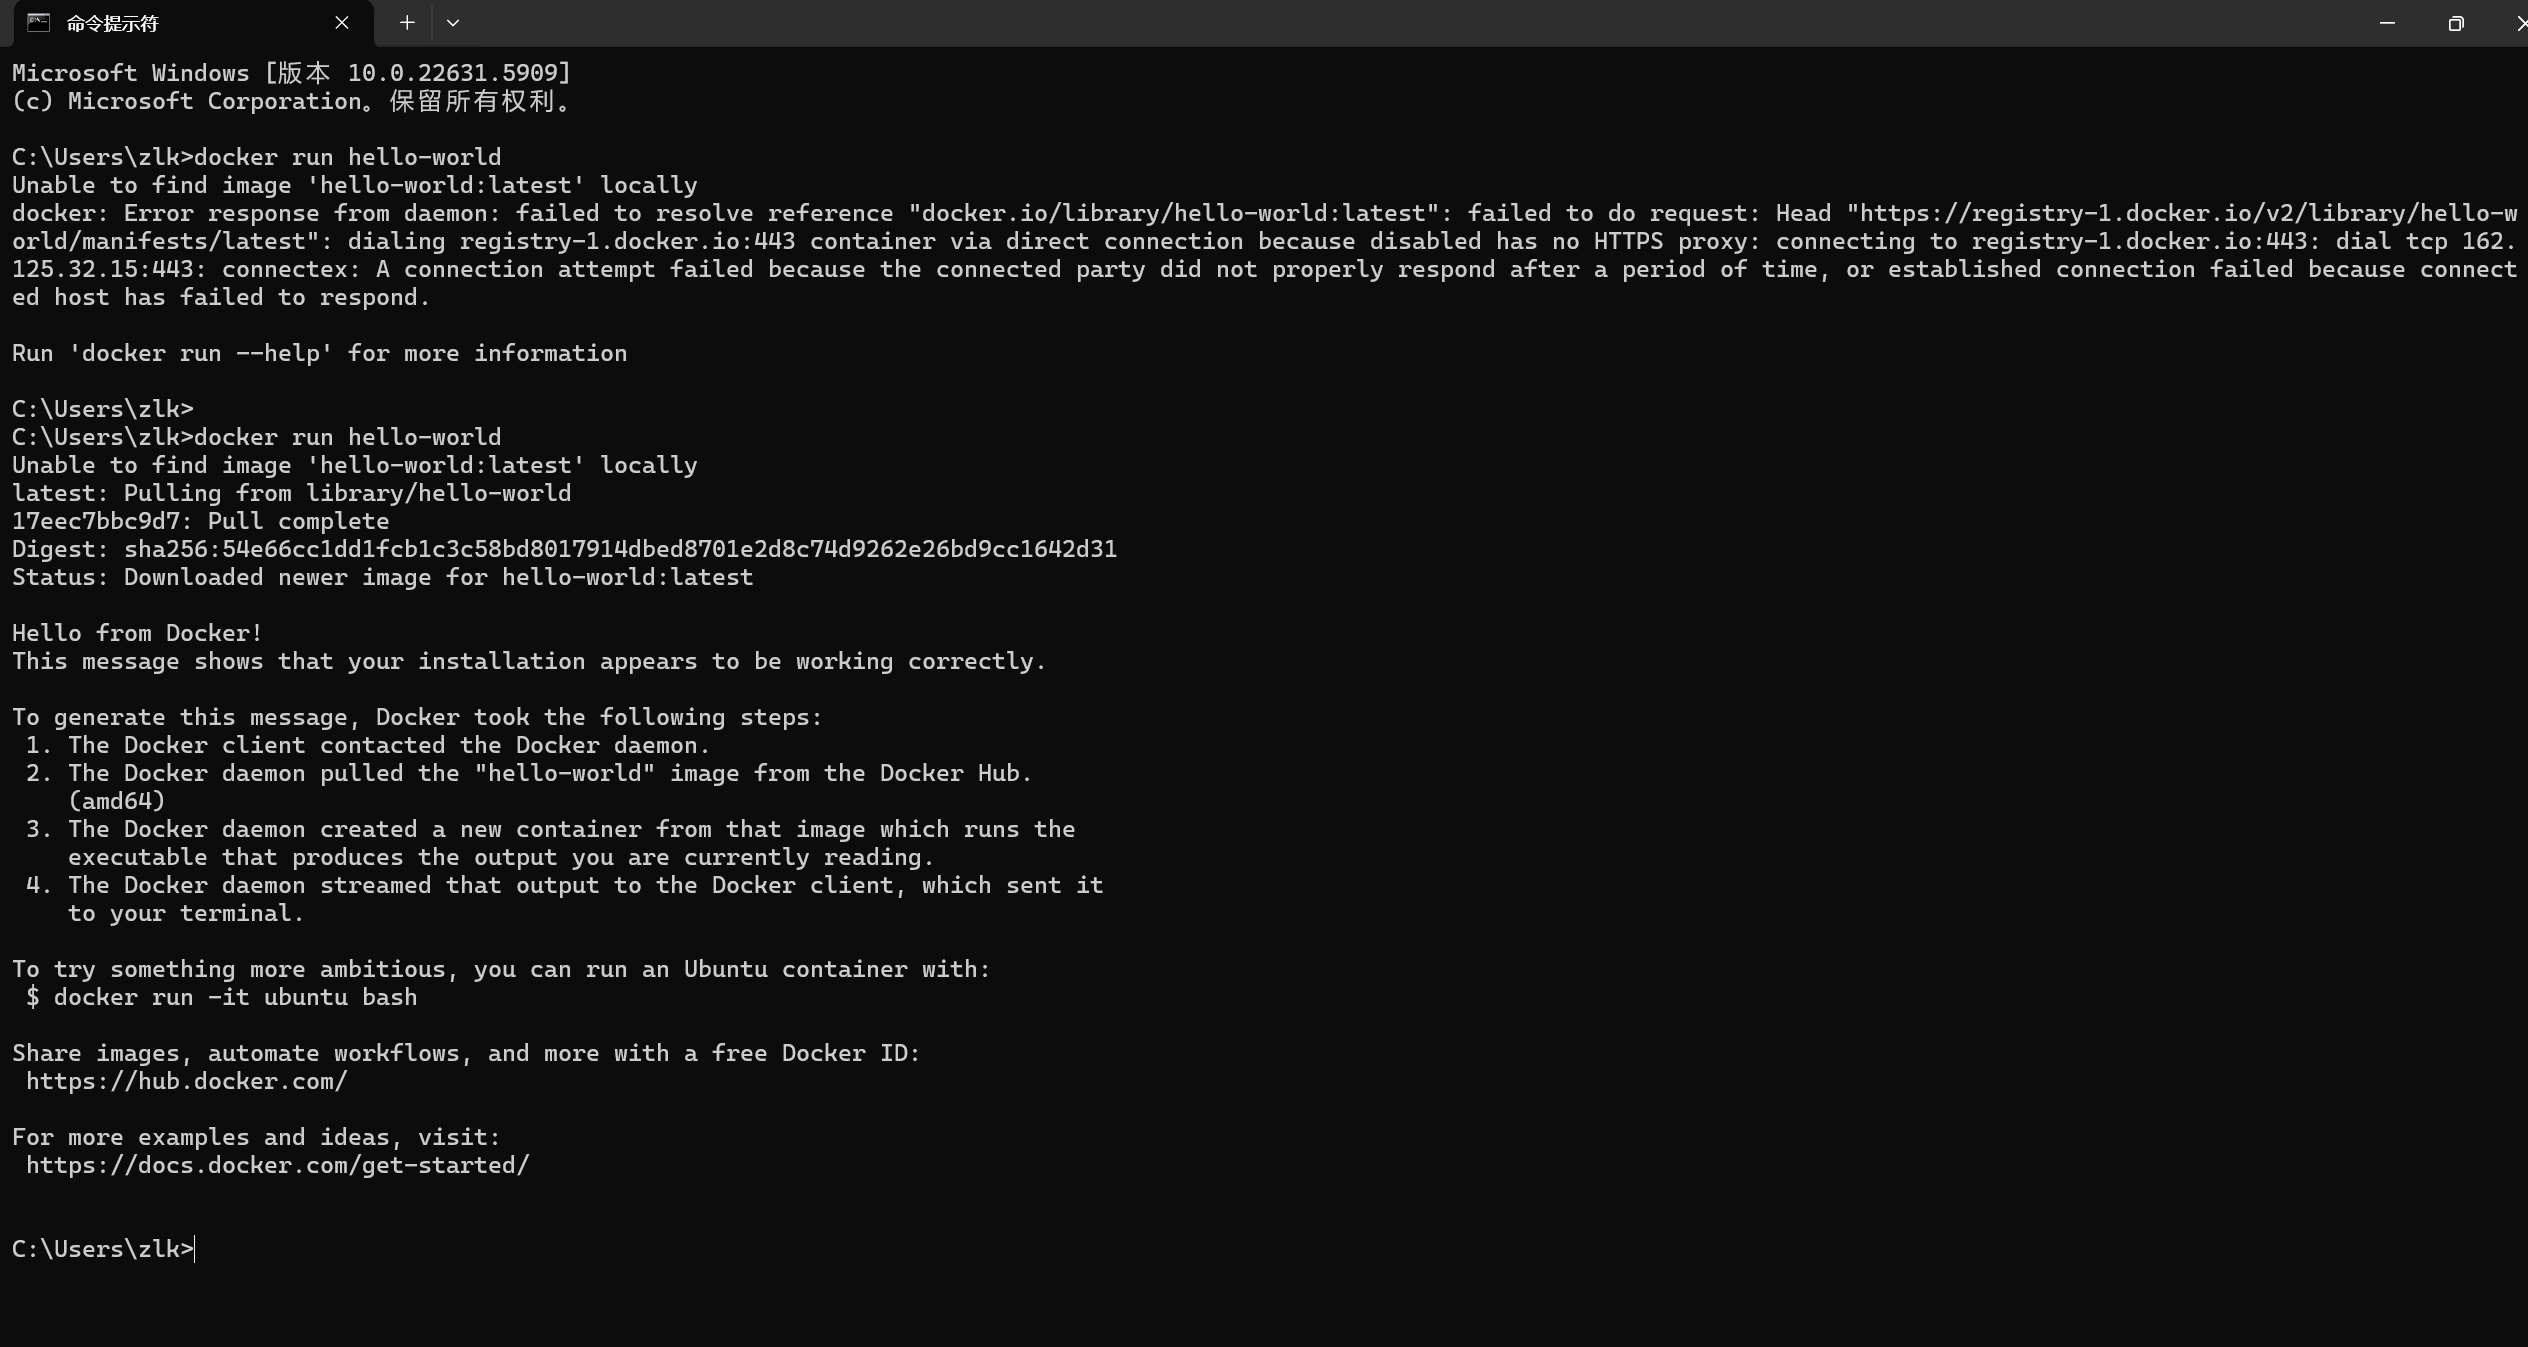 命令提示符
Microsoft Windows [版本 10.0.22631.5909]
(c) Microsoft Corporation。保留所有权利。
C:\Users\zlk>docker run hello-world
Unable to find image 'hello-world:latest' locally
docker: Error response from daemon: failed to resolve reference "docker.io/library/hello-world:latest": failed to do request: Head "https://registry-1.docker.io/v2/library/hello-w
orld/manifests/latest": dialing registry-1.docker.io:443 container via direct connection because disabled has no HTTPS proxy: connecting to registry-1.docker.io:443: dial tcp 162.
125.32.15:443: connectex: A connection attempt failed because the connected party did not properly respond after a period of time, or established connection failed because connect
ed host has failed to respond.
Run 'docker run --help' for more information
C:\Users\zlk>
C:\Users\zlk>docker run hello-world
Unable to find image 'hello-world:latest' locally
latest: Pulling from library/hello-world
17eec7bbc9d7: Pull complete
Digest: sha256:54e66cc1dd1fcb1c3c58bd8017914dbed8701e2d8c74d9262e26bd9cc1642d31
Status: Downloaded newer image for hello-world:latest
Hello from Docker!
This message shows that your installation appears to be working correctly.
To generate this message, Docker took the following steps:
1. The Docker client contacted the Docker daemon.
2. The Docker daemon pulled the "hello-world" image from the Docker Hub.
(amd64)
3. The Docker daemon created a new container from that image which runs the
executable that produces the output you are currently reading.
4. The Docker daemon streamed that output to the Docker client, which sent it
to your terminal.
To try something more ambitious, you can run an Ubuntu container with:
$ docker run -it ubuntu bash
Share images, automate workflows, and more with a free Docker ID:
https://hub.docker.com/
For more examples and ideas, visit:
https://docs.docker.com/get-started/
C:\Users\zlk>